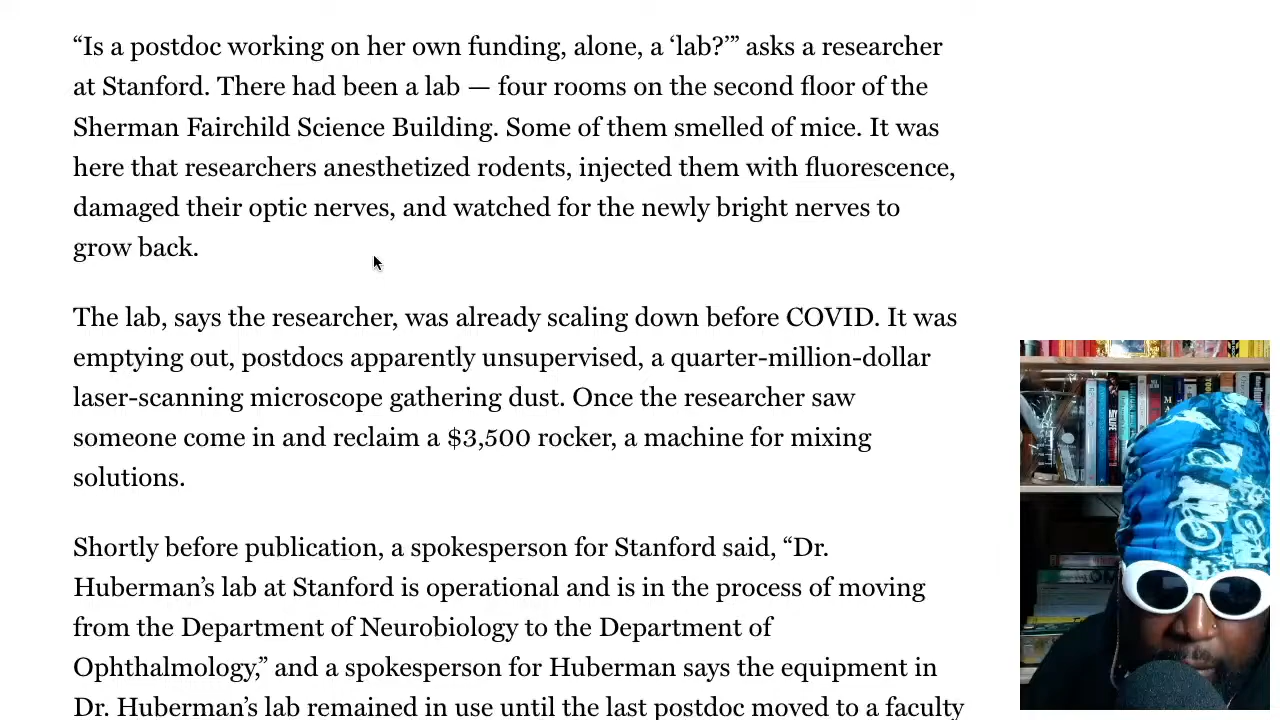 “Is a postdoc working on her own funding, alone, a ‘lab?’” asks a researcher
at Stanford. There had been a lab — four rooms on the second floor of the
Sherman Fairchild Science Building. Some of them smelled of mice. It was
here that researchers anesthetized rodents, injected them with fluorescence,
damaged their optic nerves, and watched for the newly bright nerves to
grow back.
The lab, says the researcher, was already scaling down before COVID. It was
emptying out, postdocs apparently unsupervised, a quarter-million-dollar
laser-scanning microscope gathering dust. Once the researcher saw
someone come in and reclaim a $3,500 rocker, a machine for mixing
solutions.
Shortly before publication, a spokesperson for Stanford said, “Dr.
Huberman’s lab at Stanford is operational and is in the process of moving
from the Department of Neurobiology to the Department of
Ophthalmology,” and a spokesperson for Huberman says the equipment in
Dr. Huberman’s lab remained in use until the last postdoc moved to a faculty